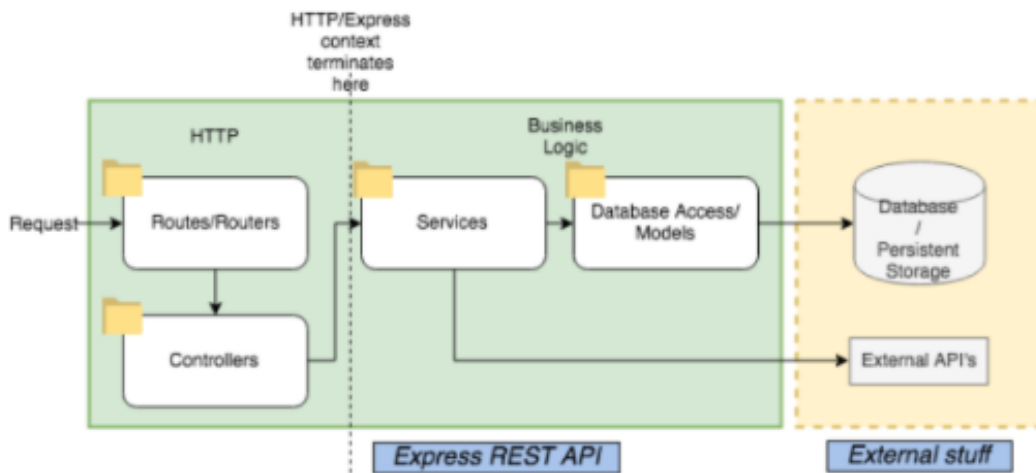 HTTP/Express
context
terminates
here
HTTP
Business
Logic
Request
Routes/Routers
Services
Database Access/
Models
Database
/
Persistent
Storage
Controllers
External API's
Express REST API
External stuff